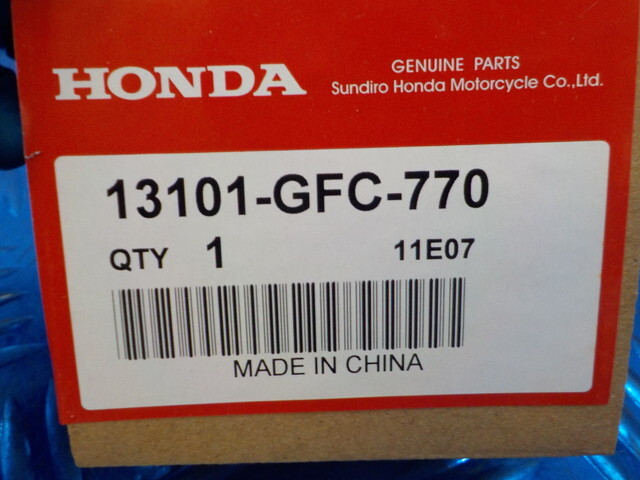 HONDA
GENUINE PARTS
Sundiro Honda Motorcycle Co.,Ltd.
13101-GFC-770
QTY 1 11E07
MADE IN CHINA